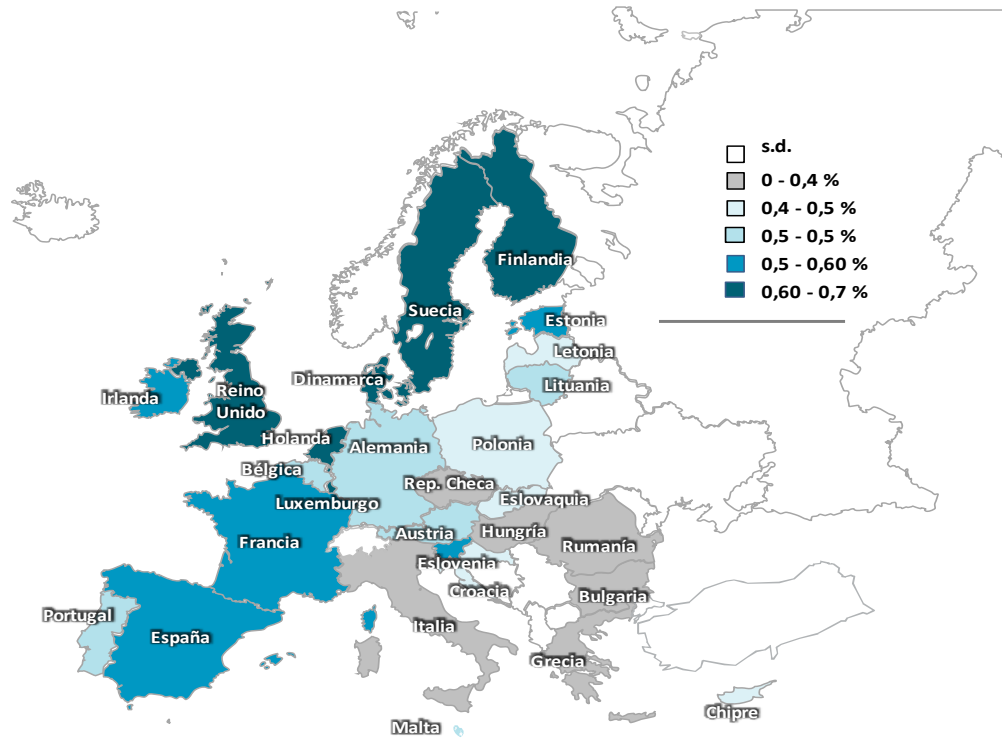 s.d.
0 - 0,4 %
0,4 - 0,5 %
0,5 - 0,5 %
0,5 - 0,60 %
0,60 - 0,7 %
Finlandia
Suecia
Estonia
Letonia
Dinamarca
Lituania
Irlanda
Reino
Unido
Holanda
Alemania
Polonia
Bélgica
Rep. Checa
Luxemburgo
Eslovaquia
Austria
Hungría
Francia
Rumanía
Eslovenia
Croacia
Bulgaria
Portugal
España
Italia
Grecia
Chipre
Malta